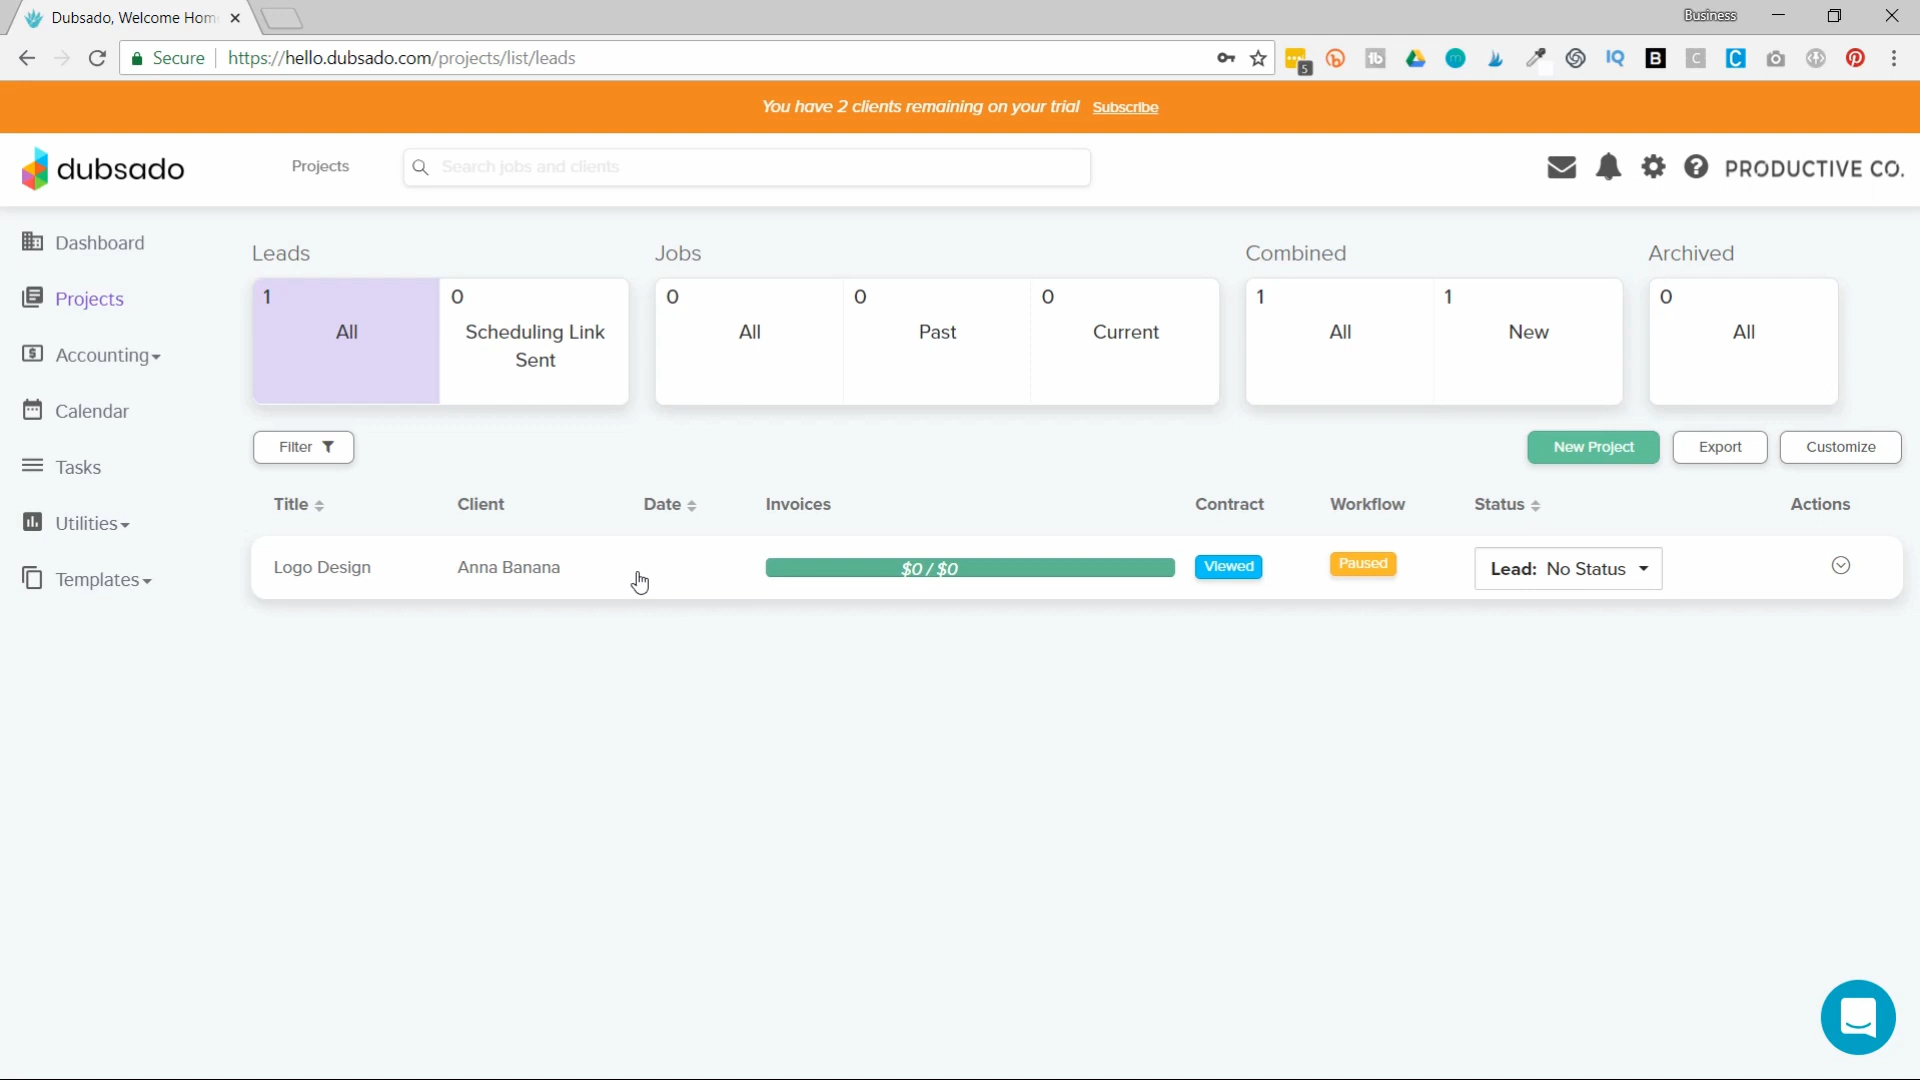 Dubsado, Welcome Hom
Business
Secure
https://hello.dubsado.com/projects/list/leads
5
You have 2 clients remaining on your trial Subscribe
dubsado
Projects
Search jobs and clients
PRODUCTIVE CO.
Dashboard
Projects
Accounting
Calendar
Tasks
Utilities
Templates
Leads
Jobs
Combined
Archived
1
All
0
Scheduling Link
Sent
0
All
0
Past
0
Current
1
All
1
New
0
All
Filter
New Project
Export
Customize
Title
Client
Date
Invoices
Contract
Workflow
Status
Actions
Logo Design
Anna Banana
$0 / $0
Viewed
Paused
Lead: No Status